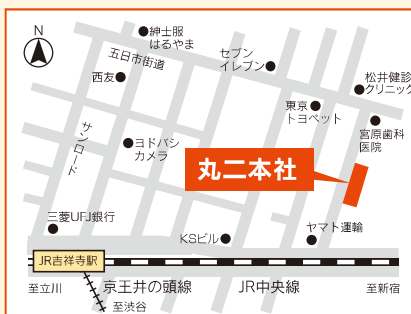 N
紳士服
はるやま
五日市街道
セブン
イレブン
西友
松井健診
クリニック
東京
トヨペット
宮原歯科
医院
サンロード
ヨドバシ
カメラ
丸二本社
三菱UFJ銀行
KSビル
ヤマト運輸
JR吉祥寺駅
至立川
京王井の頭線
JR中央線
至新宿
至渋谷